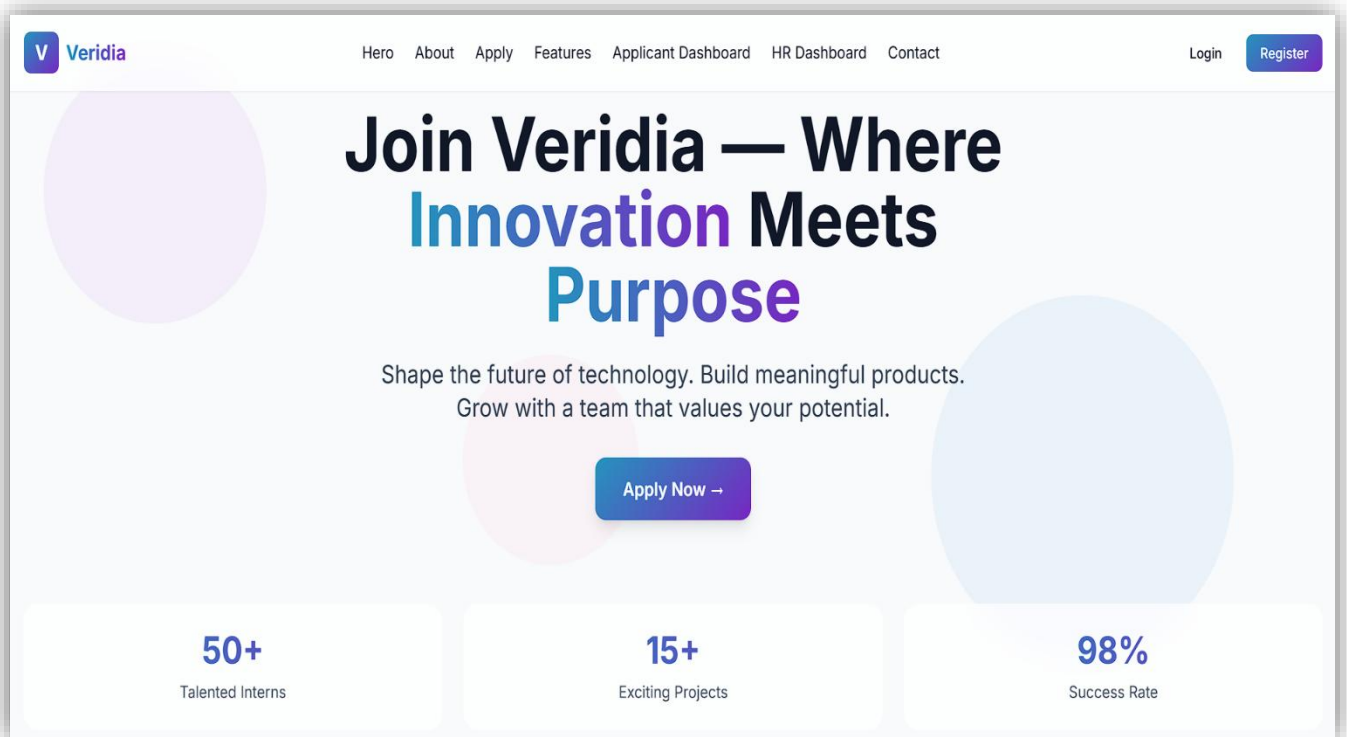 V Veridia
Hero About Apply Features Applicant Dashboard HR Dashboard Contact
Login Register
Join Veridia — Where
Innovation Meets
Purpose
Shape the future of technology. Build meaningful products.
Grow with a team that values your potential.
Apply Now →
50+
Talented Interns
15+
Exciting Projects
98%
Success Rate